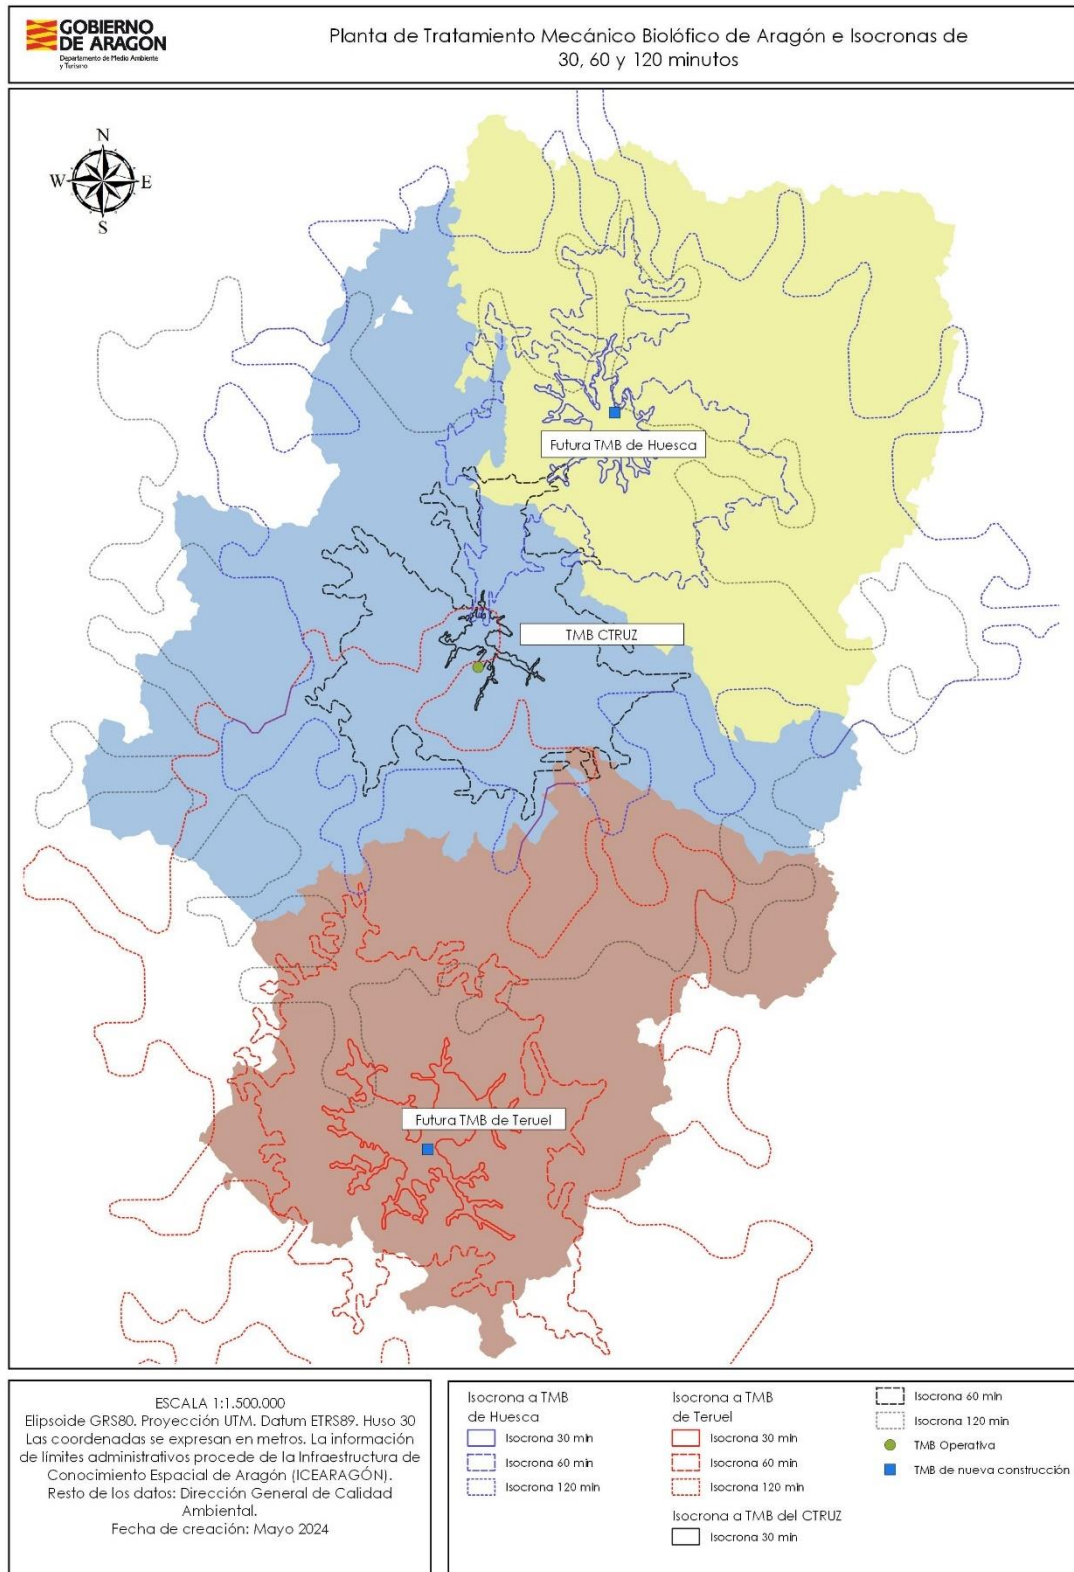 GOBIERNO
DE ARAGON
Departamento de Medio Ambiente
y Turismo
Planta de Tratamiento Mecánico Biolófico de Aragón e Isocronas de
30, 60 y 120 minutos
N
W
E
S
Futura TMB de Huesca
TMB CTRUZ
Futura TMB de Teruel
ESCALA 1:1.500.000
Elipsoide GRS80. Proyección UTM. Datum ETRS89. Huso 30
Las coordenadas se expresan en metros. La información
de límites administrativos procede de la Infraestructura de
Conocimiento Espacial de Aragón (ICEARAGÓN).
Resto de los datos: Dirección General de Calidad
Ambiental.
Fecha de creación: Mayo 2024
Isocrona a TMB
de Huesca
Isocrona 30 min
Isocrona 60 min
Isocrona 120 min
Isocrona a TMB
de Teruel
Isocrona 30 min
Isocrona 60 min
Isocrona 120 min
Isocrona a TMB del CTRUZ
Isocrona 30 min
Isocrona 60 min
Isocrona 120 min
TMB Operativa
TMB de nueva construcción